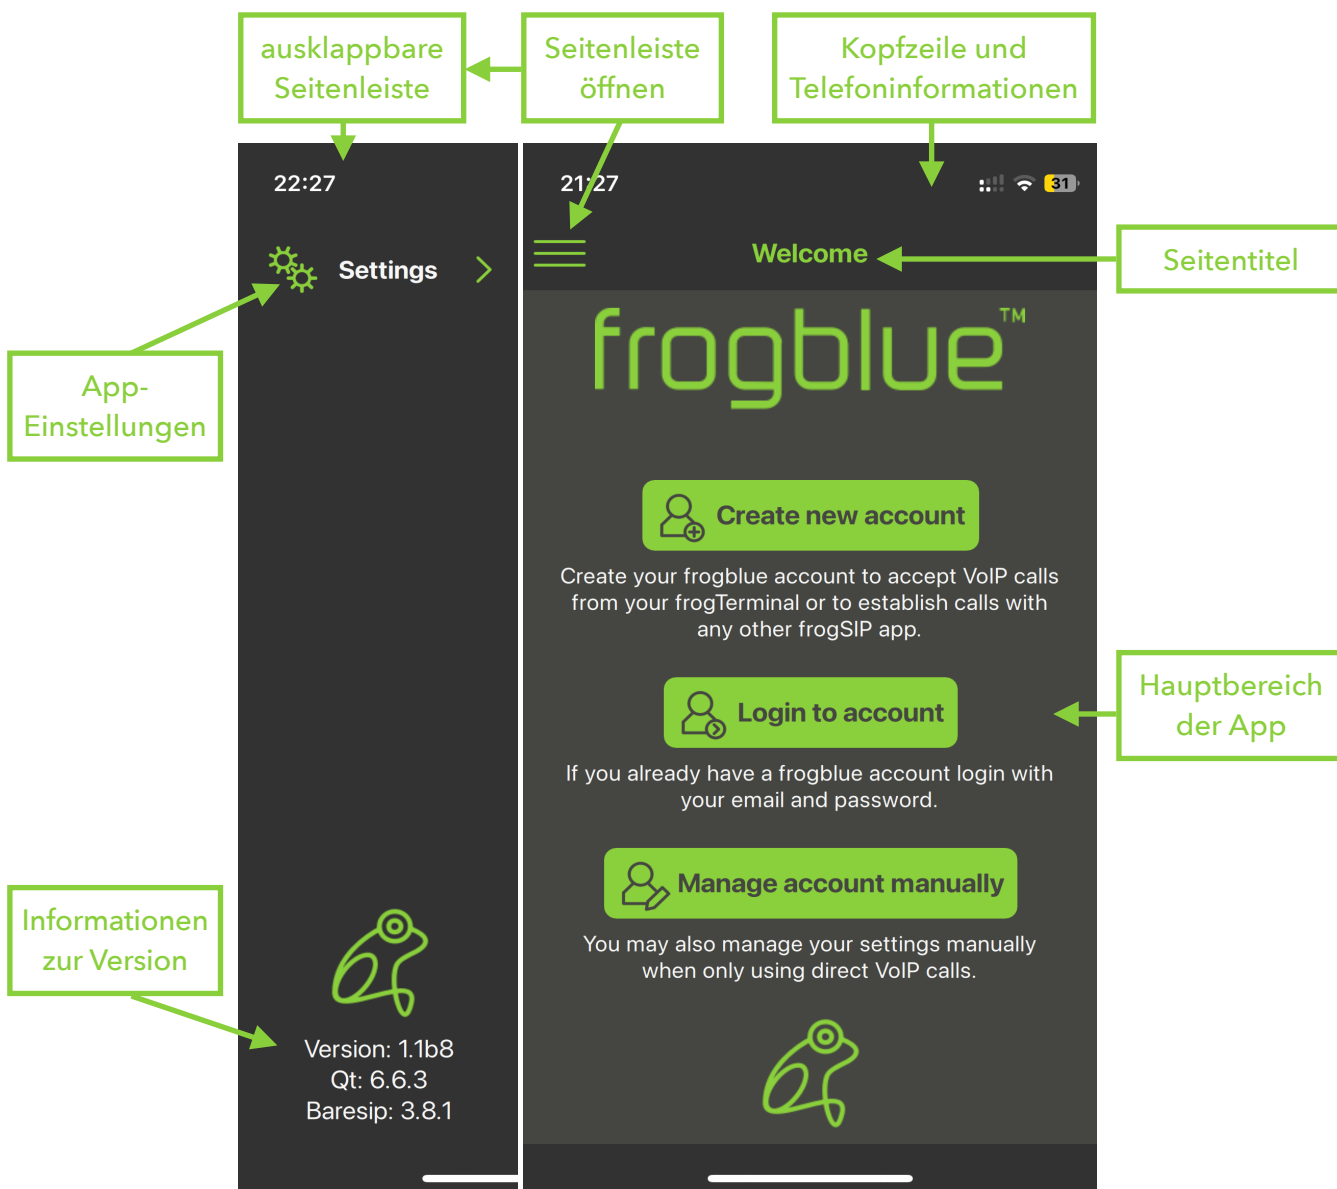 ausklappbare
Seitenleiste
Seitenleiste
öffnen
Kopfzeile und
Telefoninformationen
22:27
21:27
31
Settings
Welcome
Seitentitel
frogblue™
App-
Einstellungen
Create new account
Create your frogblue account to accept VoIP calls
from your frogTerminal or to establish calls with
any other frogSIP app.
Login to account
Hauptbereich
der App
If you already have a frogblue account login with
your email and password.
Manage account manually
You may also manage your settings manually
when only using direct VoIP calls.
Informationen
zur Version
Version: 1.1b8
Qt: 6.6.3
Baresip: 3.8.1